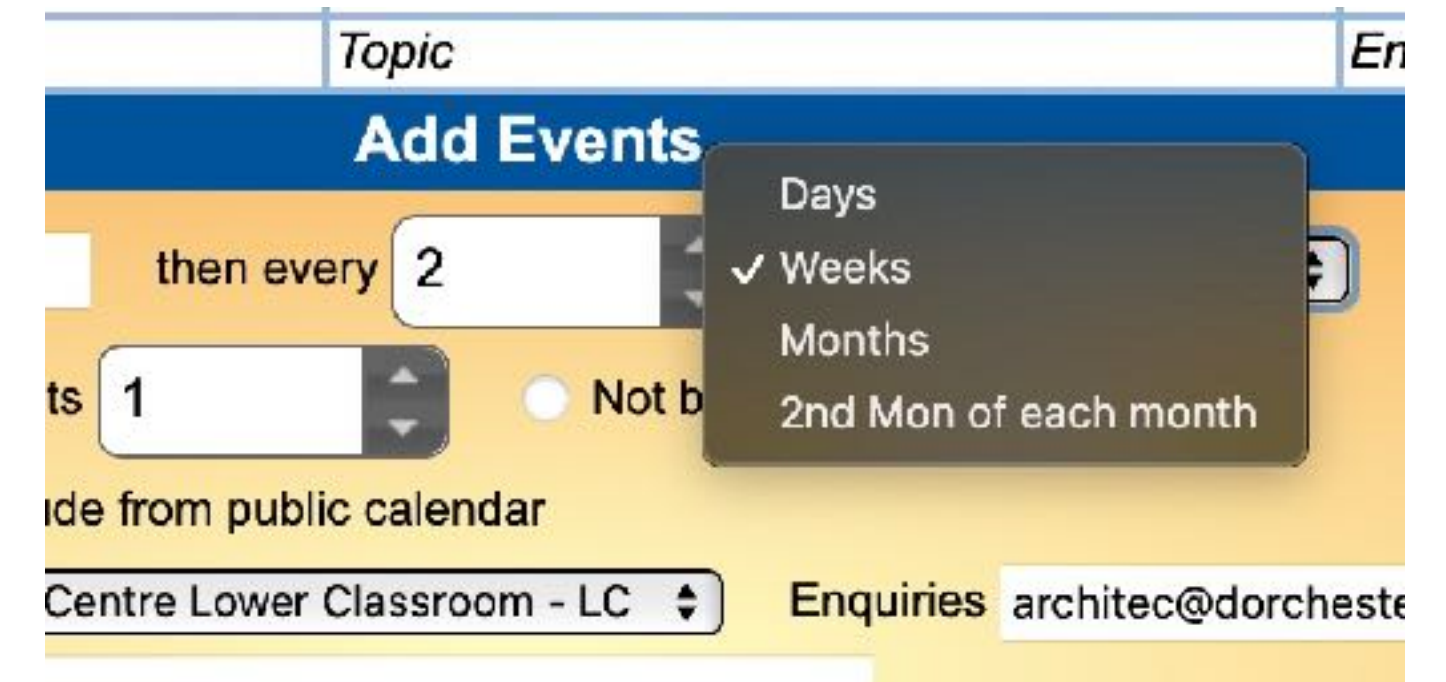 Topic En
Add Events
Days
then every 2 Weeks
Months
ts 1 Not b
2nd Mon of each month
ude from public calendar
Centre Lower Classroom - LC Enquiries architec@dorcheste